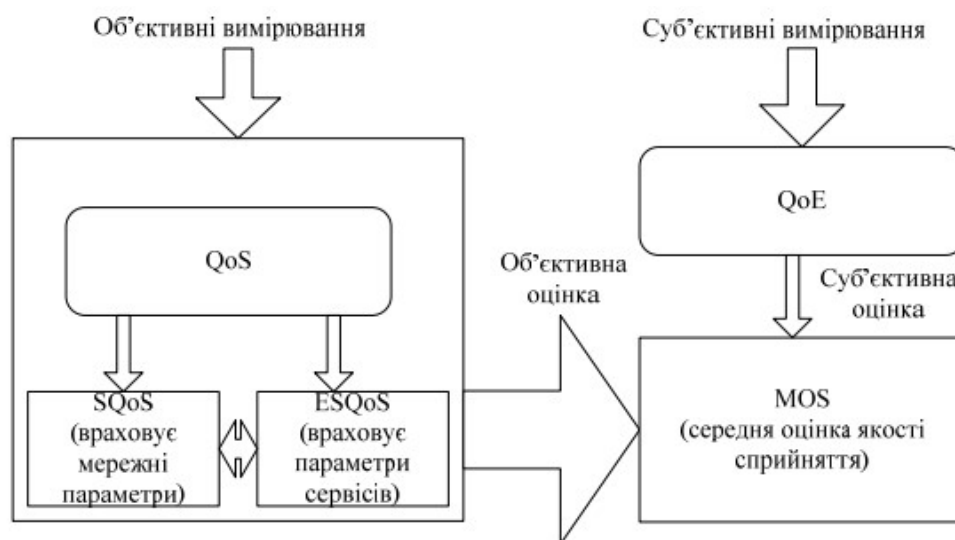 Об’єктивні вимірювання
Суб’єктивні вимірювання
QoS
QoE
Об’єктивна
оцінка
Суб’єктивна
оцінка
SQoS
(враховує
мережні
параметри)
ESQoS
(враховує
параметри
сервісів)
MOS
(середня оцінка якості
сприйняття)